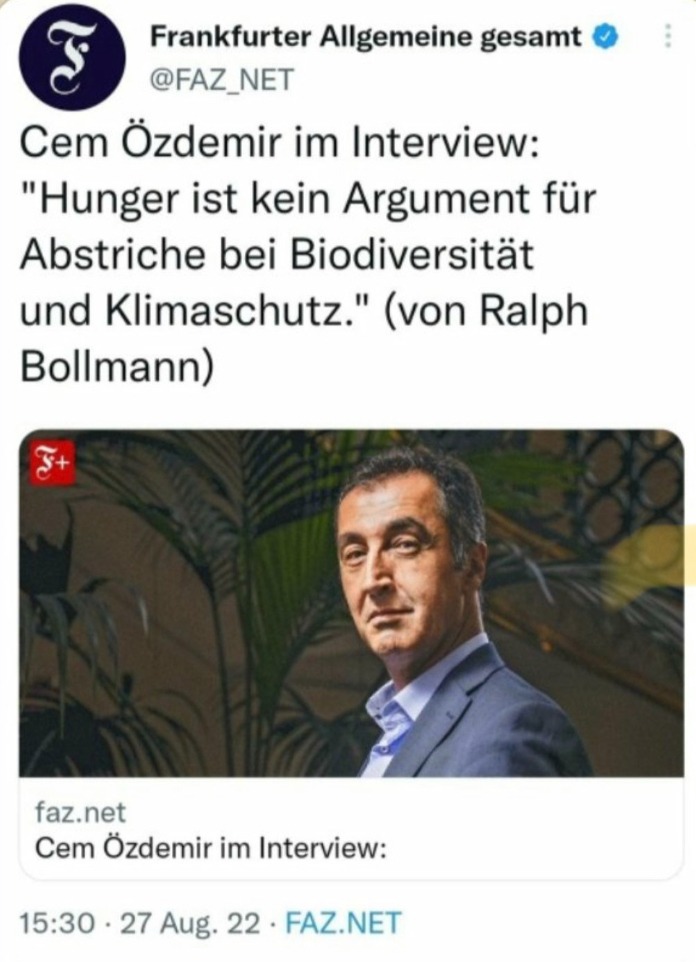 Frankfurter Allgemeine gesamt
@FAZ_NET
Cem Özdemir im Interview:
"Hunger ist kein Argument für
Abstriche bei Biodiversität
und Klimaschutz." (von Ralph
Bollmann)
F+
faz.net
Cem Özdemir im Interview:
15:30 · 27 Aug. 22 · FAZ.NET